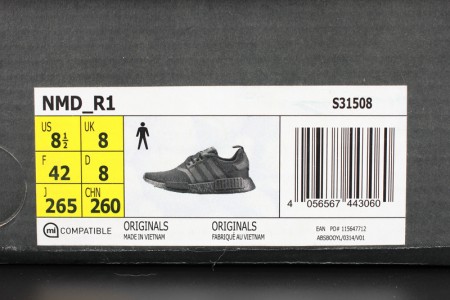 NMD_R1 S31508
US UK
8½ 8
F D
42 8
J CHN
265 260
4 056567 443060
mi COMPATIBLE
ORIGINALS ORIGINALS
MADE IN VIETNAM FABRIQUÉ AU VIETNAM
EAN PO# 115647712